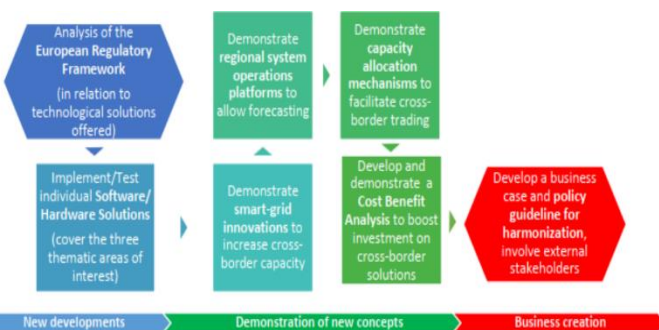 Analysis of the
European Regulatory
Framework
(in relation to
technological solutions
offered)
Implement/Test
individual Software/
Hardware Solutions
(cover the three
thematic areas of
interest)
Demonstrate
smart-grid
innovations to
increase cross-
border capacity
Demonstrate
regional system
operations
platforms to
allow forecasting
Demonstrate
capacity
allocation
mechanisms to
facilitate cross-
border trading
Develop and
demonstrate a
Cost Benefit
Analysis to boost
investment on
cross-border
solutions
Develop a business
case and policy
guideline for
harmonization,
involve external
stakeholders
New developments
Demonstration of new concepts
Business creation